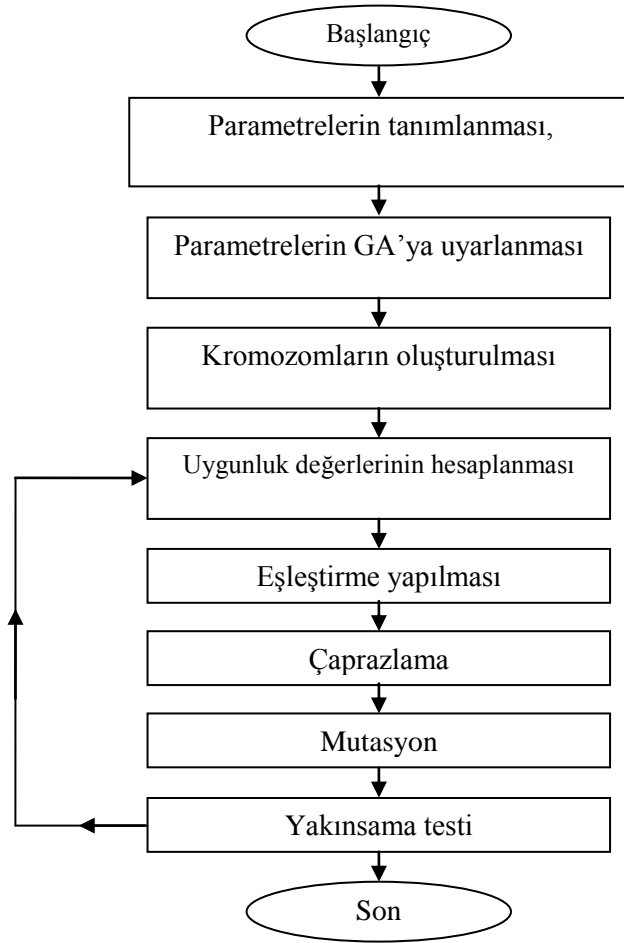 Başlangıç
Parametrelerin tanımlanması,
Parametrelerin GA’ya uyarlanması
Kromozomların oluşturulması
Uygunluk değerlerinin hesaplanması
Eşleştirme yapılması
Çaprazlama
Mutasyon
Yakınsama testi
Son